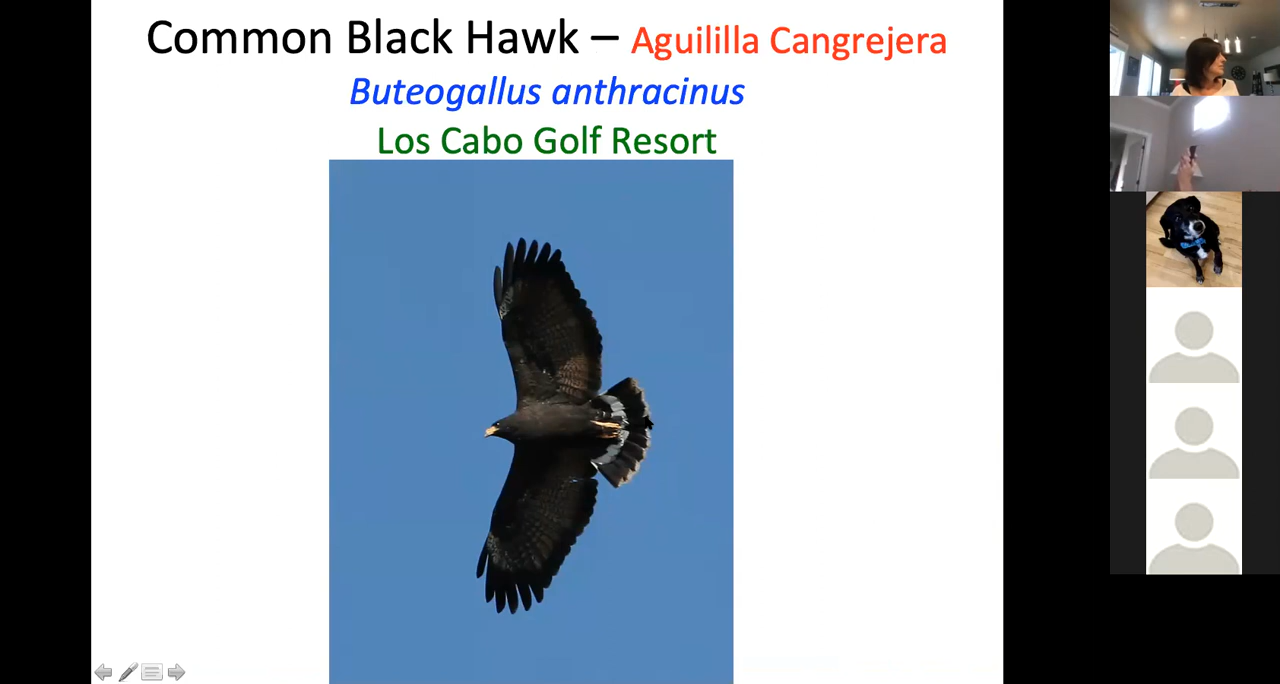 Common Black Hawk – Aguililla Cangrejera
Buteogallus anthracinus
Los Cabo Golf Resort